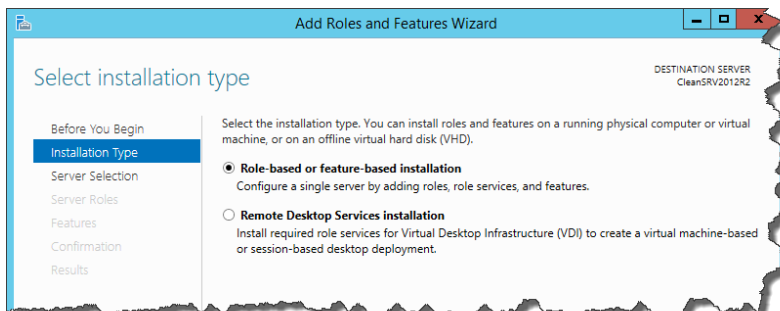 Add Roles and Features Wizard
Select installation type
DESTINATION SERVER
CleanSRV2012R2
Before You Begin
Installation Type
Server Selection
Server Roles
Features
Confirmation
Results
Select the installation type. You can install roles and features on a running physical computer or virtual
machine, or on an offline virtual hard disk (VHD).
Role-based or feature-based installation
Configure a single server by adding roles, role services, and features.
Remote Desktop Services installation
Install required role services for Virtual Desktop Infrastructure (VDI) to create a virtual machine-based
or session-based desktop deployment.